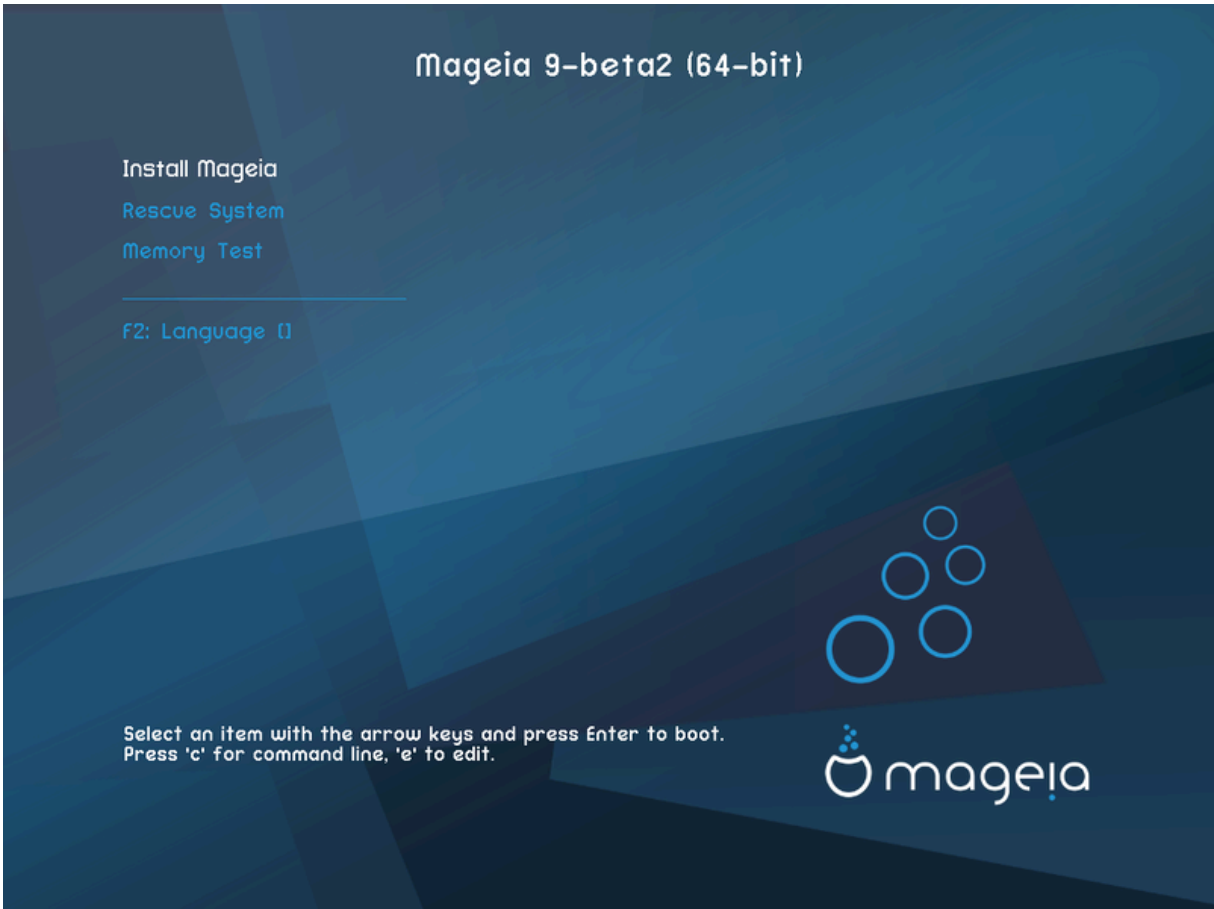 Mageia 9-beta2 (64-bit)
Install Mageia
Rescue System
Memory Test
F2: Language []
Select an item with the arrow keys and press Enter to boot.
Press 'c' for command line, 'e' to edit.
mageia